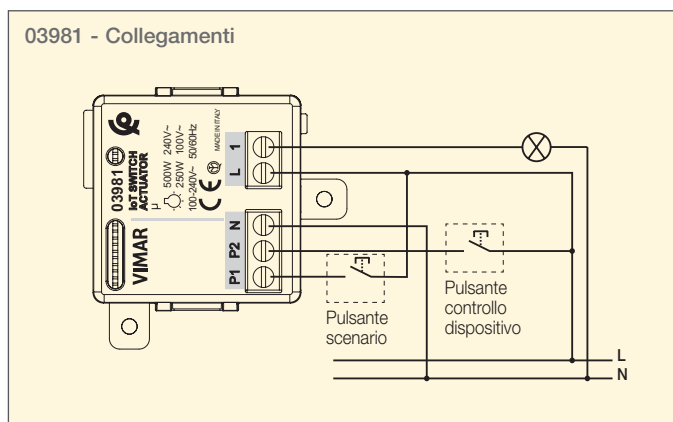 03981 - Collegamenti
03981
IoT SWITCH
ACTUATOR
µ
500W 240V~
250W 100V~
100-240V~ 50/60Hz
MADE IN ITALY
VIMAR
1
L
N
P2
P1
Pulsante
scenario
Pulsante
controllo
dispositivo
L
N